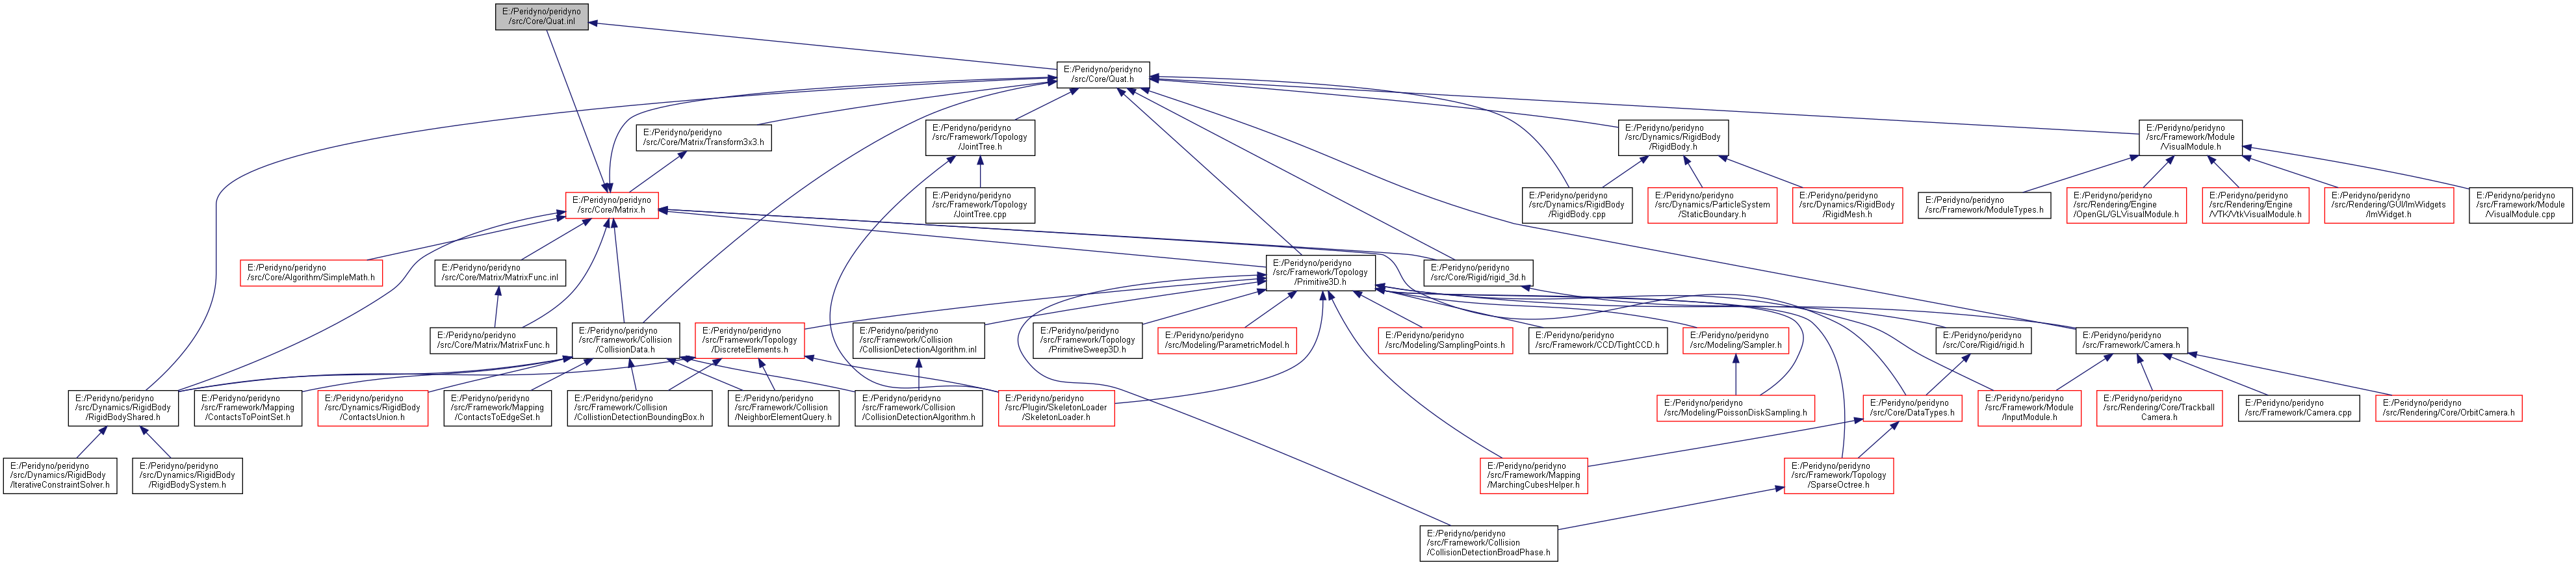 E:/Peridyno/peridyno
/src/Core/Quat.inl
E:/Peridyno/peridyno
/src/Core/Quat.h
E:/Peridyno/peridyno
/src/Core/Matrix/Transform3x3.h
E:/Peridyno/peridyno
/src/Framework/Topology
/JointTree.h
E:/Peridyno/peridyno
/src/Dynamics/RigidBody
/RigidBody.h
E:/Peridyno/peridyno
/src/Framework/Module
/VisualModule.h
E:/Peridyno/peridyno
/src/Core/Matrix.h
E:/Peridyno/peridyno
/src/Framework/Topology
/JointTree.cpp
E:/Peridyno/peridyno
/src/Dynamics/RigidBody
/RigidBody.cpp
E:/Peridyno/peridyno
/src/Dynamics/ParticleSystem
/StaticBoundary.h
E:/Peridyno/peridyno
/src/Dynamics/RigidBody
/RigidMesh.h
E:/Peridyno/peridyno
/src/Framework/ModuleTypes.h
E:/Peridyno/peridyno
/src/Rendering/Engine
/OpenGL/GLVisualModule.h
E:/Peridyno/peridyno
/src/Rendering/Engine
/VTK/VtkVisualModule.h
E:/Peridyno/peridyno
/src/Rendering/GUI/ImWidgets
/ImWidget.h
E:/Peridyno/peridyno
/src/Framework/Module
/VisualModule.cpp
E:/Peridyno/peridyno
/src/Core/Algorithm/SimpleMath.h
E:/Peridyno/peridyno
/src/Core/Matrix/MatrixFunc.inl
E:/Peridyno/peridyno
/src/Framework/Topology
/Primitive3D.h
E:/Peridyno/peridyno
/src/Core/Rigid/rigid_3d.h
E:/Peridyno/peridyno
/src/Core/Matrix/MatrixFunc.h
E:/Peridyno/peridyno
/src/Framework/Collision
/CollisionData.h
E:/Peridyno/peridyno
/src/Framework/Topology
/DiscreteElements.h
E:/Peridyno/peridyno
/src/Framework/Collision
/CollisionDetectionAlgorithm.inl
E:/Peridyno/peridyno
/src/Framework/Topology
/PrimitiveSweep3D.h
E:/Peridyno/peridyno
/src/Modeling/ParametricModel.h
E:/Peridyno/peridyno
/src/Modeling/SamplingPoints.h
E:/Peridyno/peridyno
/src/Framework/CCD/TightCCD.h
E:/Peridyno/peridyno
/src/Modeling/Sampler.h
E:/Peridyno/peridyno
/src/Core/Rigid/rigid.h
E:/Peridyno/peridyno
/src/Framework/Camera.h
E:/Peridyno/peridyno
/src/Dynamics/RigidBody
/RigidBodyShared.h
E:/Peridyno/peridyno
/src/Framework/Mapping
/ContactsToPointSet.h
E:/Peridyno/peridyno
/src/Dynamics/RigidBody
/ContactsUnion.h
E:/Peridyno/peridyno
/src/Framework/Mapping
/ContactsToEdgeSet.h
E:/Peridyno/peridyno
/src/Framework/Collision
/CollistionDetectionBoundingBox.h
E:/Peridyno/peridyno
/src/Framework/Collision
/NeighborElementQuery.h
E:/Peridyno/peridyno
/src/Framework/Collision
/CollisionDetectionAlgorithm.h
E:/Peridyno/peridyno
/src/Plugin/SkeletonLoader
/SkeletonLoader.h
E:/Peridyno/peridyno
/src/Modeling/PoissonDiskSampling.h
E:/Peridyno/peridyno
/src/Core/DataTypes.h
E:/Peridyno/peridyno
/src/Framework/Module
/InputModule.h
E:/Peridyno/peridyno
/src/Rendering/Core/Trackball
Camera.h
E:/Peridyno/peridyno
/src/Framework/Camera.cpp
E:/Peridyno/peridyno
/src/Rendering/Core/OrbitCamera.h
E:/Peridyno/peridyno
/src/Dynamics/RigidBody
/IterativeConstraintSolver.h
E:/Peridyno/peridyno
/src/Dynamics/RigidBody
/RigidBodySystem.h
E:/Peridyno/peridyno
/src/Framework/Mapping
/MarchingCubesHelper.h
E:/Peridyno/peridyno
/src/Framework/Topology
/SparseOctree.h
E:/Peridyno/peridyno
/src/Framework/Collision
/CollisionDetectionBroadPhase.h